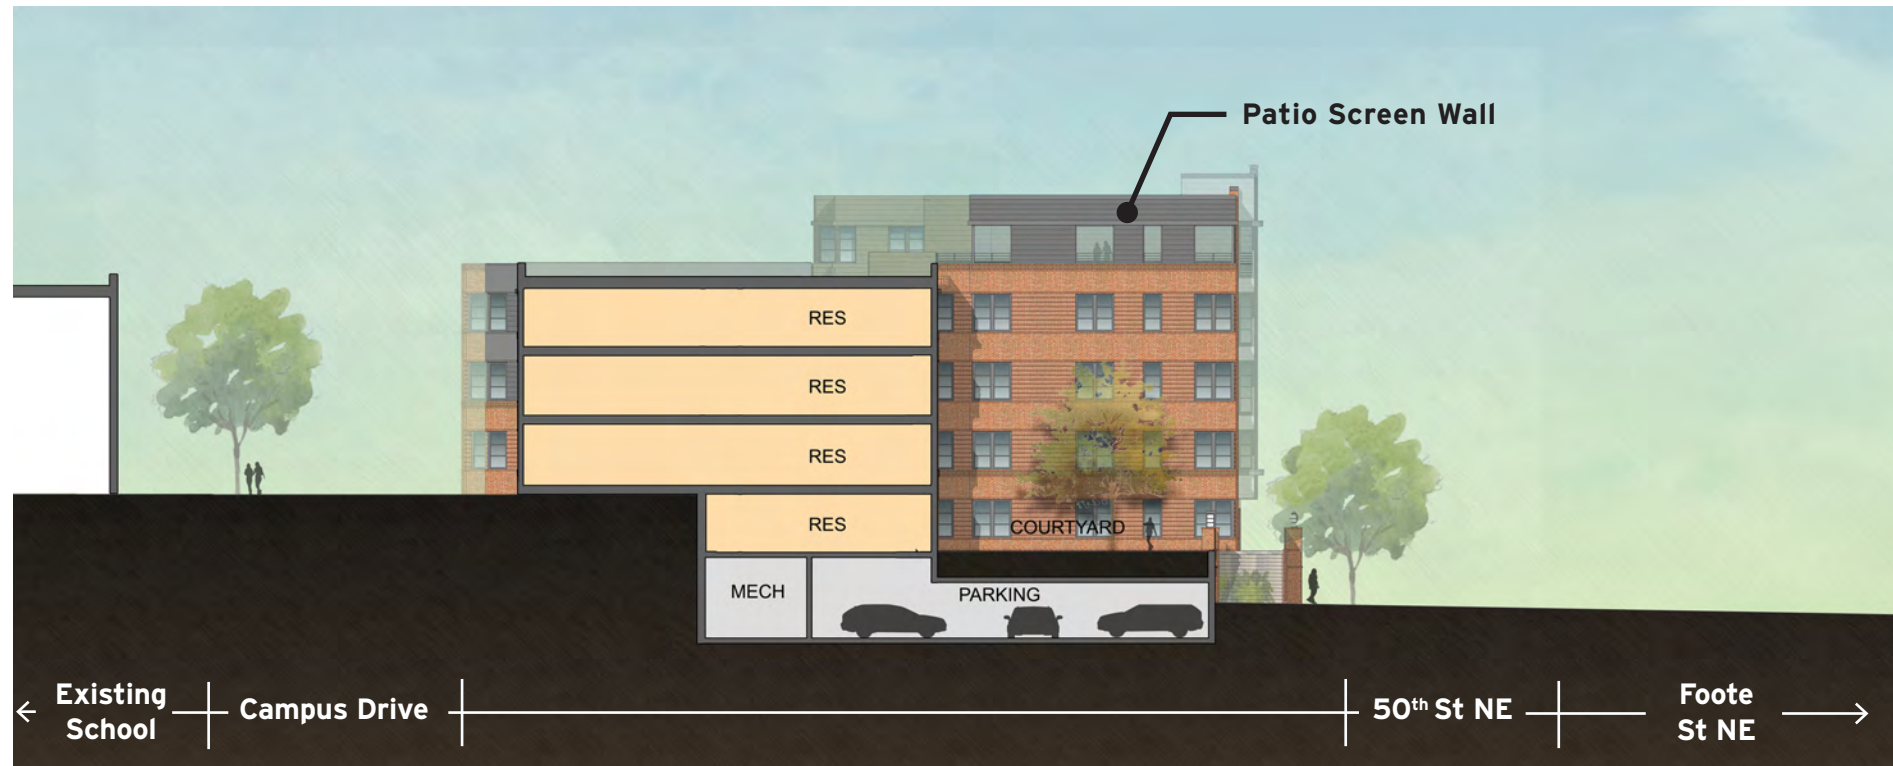 Patio Screen Wall
RES
RES
RES
RES
COURTYARD
MECH
PARKING
Existing
School
Campus Drive
50th St NE
Foote
St NE